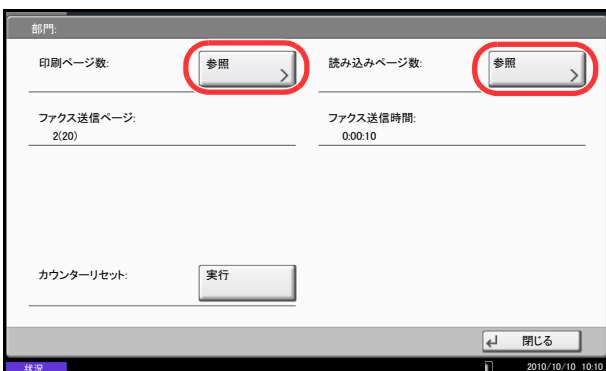 部門:
印刷ページ数: 参照 読み込みページ数: 参照
ファクス送信ページ: ファクス送信時間:
2(20) 0:00:10
カウンターリセット: 実行
閉じる
状況 2010/10/10 10:10